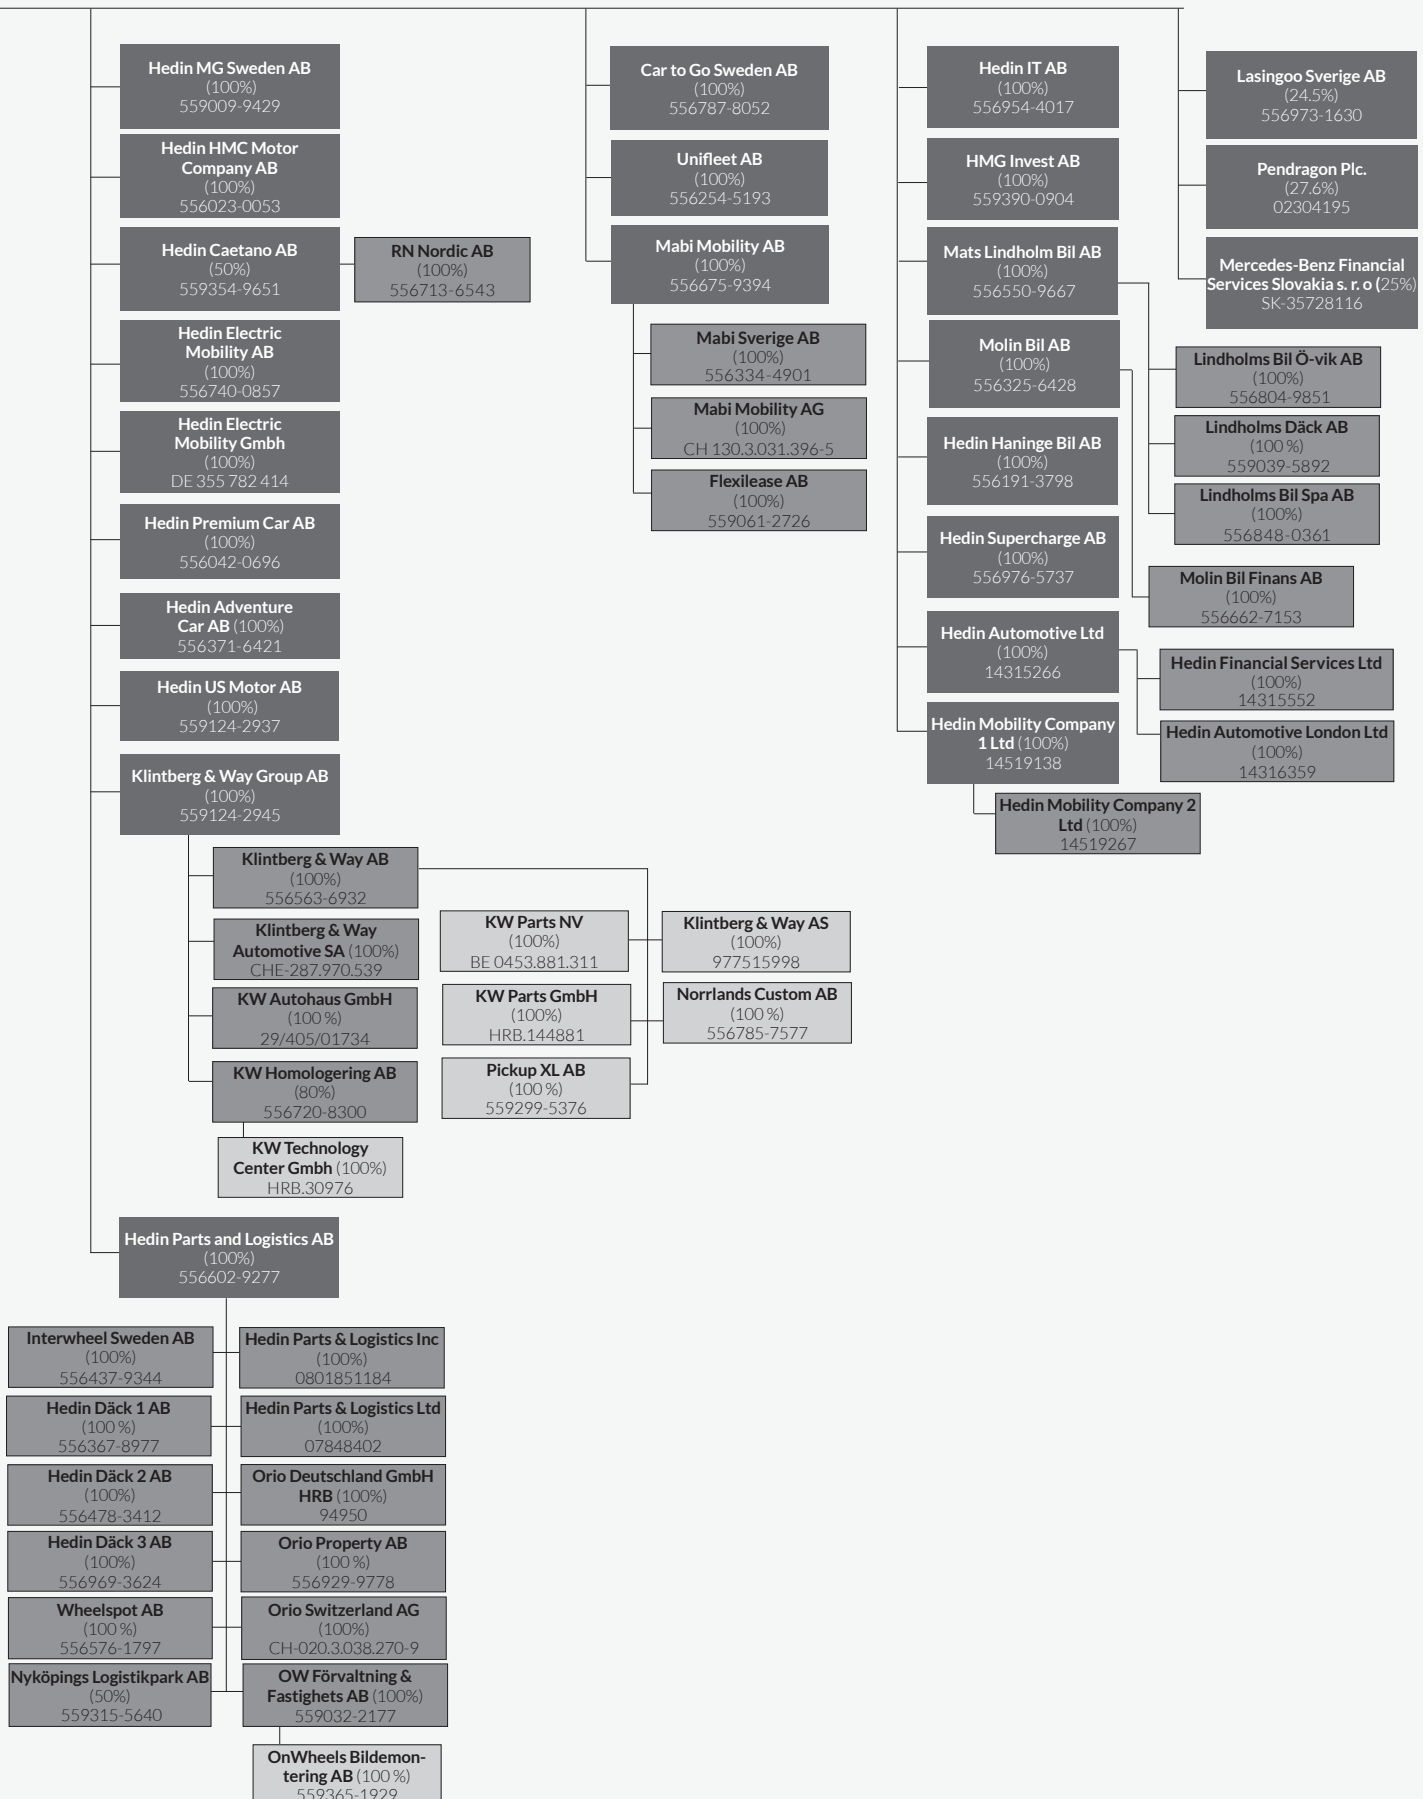 Hedin MG Sweden AB
(100%)
559009-9429
Hedin HMC Motor
Company AB
(100%)
556023-0053
Hedin Caetano AB
(50%)
559354-9651
RN Nordic AB
(100%)
556713-6543
Hedin Electric
Mobility AB
(100%)
556740-0857
Hedin Electric
Mobility Gmbh
(100%)
DE 355 782 414
Hedin Premium Car AB
(100%)
556042-0696
Hedin Adventure
Car AB (100%)
556371-6421
Hedin US Motor AB
(100%)
559124-2937
Klintberg & Way Group AB
(100%)
559124-2945
Klintberg & Way AB
(100%)
556563-6932
Klintberg & Way
Automotive SA (100%)
CHE-287.970.539
KW Autohaus GmbH
(100 %)
29/405/01734
KW Homologering AB
(80%)
556720-8300
KW Technology
Center Gmbh (100%)
HRB.30976
KW Parts NV
(100%)
BE 0453.881.311
Klintberg & Way AS
(100%)
977515998
KW Parts GmbH
(100%)
HRB.144881
Norrlands Custom AB
(100 %)
556785-7577
Pickup XL AB
(100 %)
559299-5376
Hedin Parts and Logistics AB
(100%)
556602-9277
Interwheel Sweden AB
(100%)
556437-9344
Hedin Parts & Logistics Inc
(100%)
0801851184
Hedin Däck 1 AB
(100 %)
556367-8977
Hedin Parts & Logistics Ltd
(100%)
07848402
Hedin Däck 2 AB
(100%)
556478-3412
Orio Deutschland GmbH
HRB (100%)
94950
Hedin Däck 3 AB
(100%)
556969-3624
Orio Property AB
(100 %)
556929-9778
Wheelspot AB
(100 %)
556576-1797
Orio Switzerland AG
(100%)
CH-020.3.038.270-9
Nyköpings Logistikpark AB
(50%)
559315-5640
OW Förvaltning &
Fastighets AB (100%)
559032-2177
OnWheels Bildemon-
tering AB (100 %)
559365-1929
Car to Go Sweden AB
(100%)
556787-8052
Unifleet AB
(100%)
556254-5193
Mabi Mobility AB
(100%)
556675-9394
Mabi Sverige AB
(100%)
556334-4901
Mabi Mobility AG
(100%)
CH 130.3.031.396-5
Flexilease AB
(100%)
559061-2726
Hedin IT AB
(100%)
556954-4017
HMG Invest AB
(100%)
559390-0904
Mats Lindholm Bil AB
(100%)
556550-9667
Molin Bil AB
(100%)
556325-6428
Hedin Haninge Bil AB
(100%)
556191-3798
Hedin Supercharge AB
(100%)
556976-5737
Hedin Automotive Ltd
(100%)
14315266
Hedin Mobility Company
1 Ltd (100%)
14519138
Hedin Mobility Company 2
Ltd (100%)
14519267
Lasingoo Sverige AB
(24.5%)
556973-1630
Pendragon Plc.
(27.6%)
02304195
Mercedes-Benz Financial
Services Slovakia s. r. o (25%)
SK-35728116
Lindholms Bil Ö-vik AB
(100%)
556804-9851
Lindholms Däck AB
(100 %)
559039-5892
Lindholms Bil Spa AB
(100%)
556848-0361
Molin Bil Finans AB
(100%)
556662-7153
Hedin Financial Services Ltd
(100%)
14315552
Hedin Automotive London Ltd
(100%)
14316359